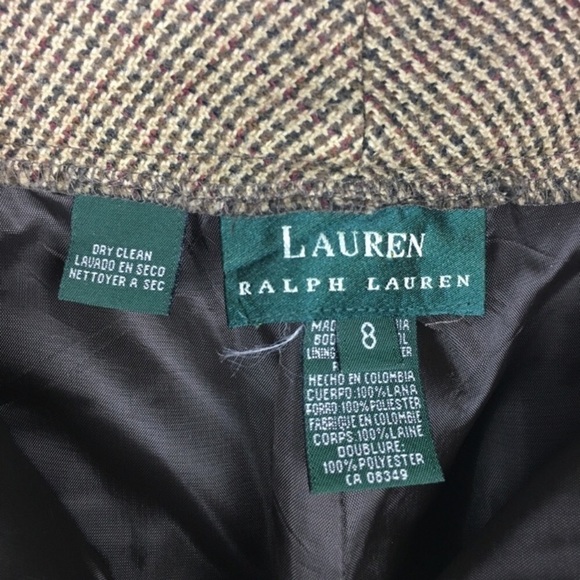 DRY CLEAN
LAVADO EN SECO
NETTOYER A SEC
LAUREN
RALPH LAUREN
8
LINING
HECHO EN COLOMBIA
CUERPO:100%LANA
FORRO:100%POLIESTER
FABRIQUE EN COLOMBIE
CORPS:100%LAINE
DOUBLURE:
100%POLYESTER
CA 08349